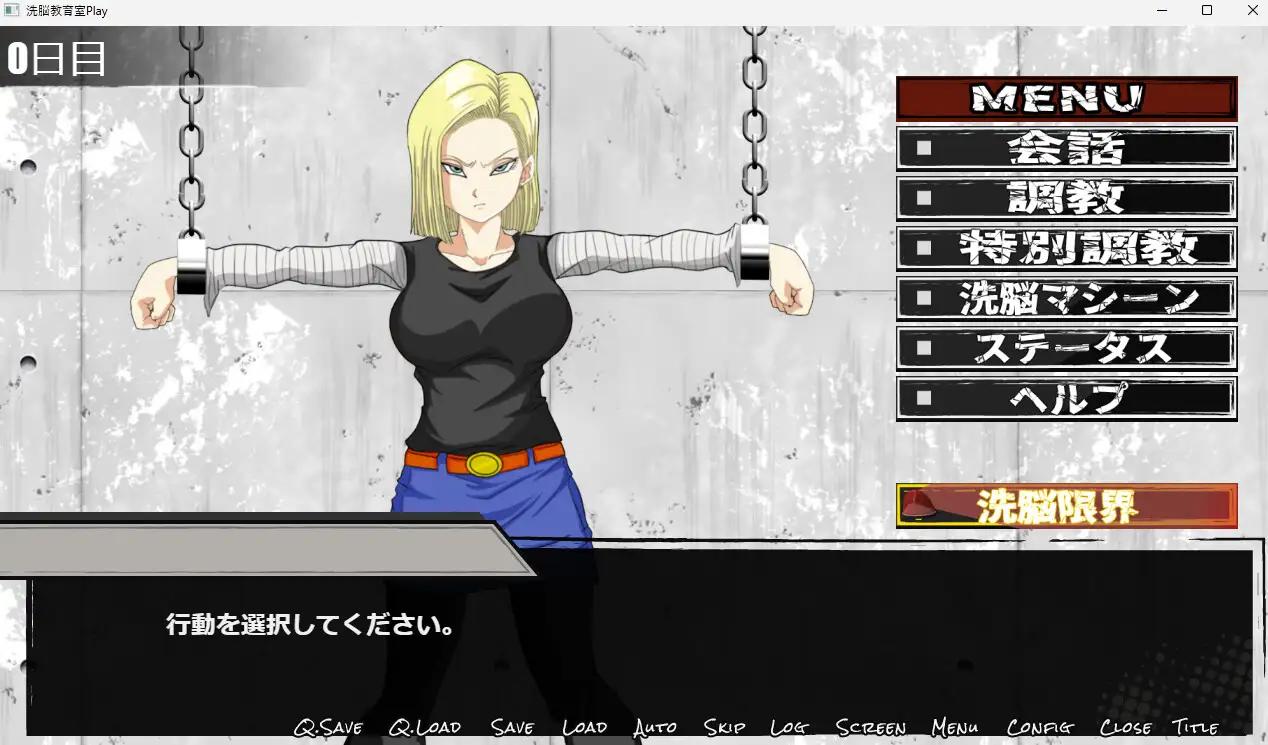 洗脳教育室Play
0日目
MENU
会話
調教
特別調教
洗脳マシーン
ステータス
ヘルプ
洗脳限界
行動を選択してください。
Q.Save Q.Load Save Load Auto Skip Log Screen Menu Config Close Title